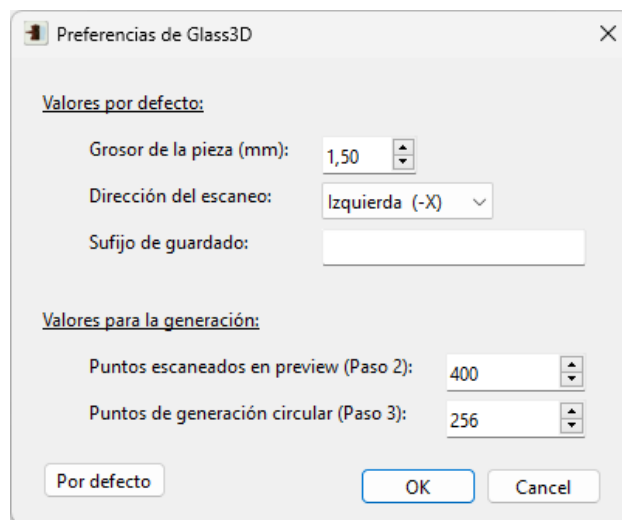 Preferencias de Glass3D
Valores por defecto:
Grosor de la pieza (mm): 1,50
Dirección del escaneo: Izquierda (-X)
Sufijo de guardado:
Valores para la generación:
Puntos escaneados en preview (Paso 2): 400
Puntos de generación circular (Paso 3): 256
Por defecto OK Cancel